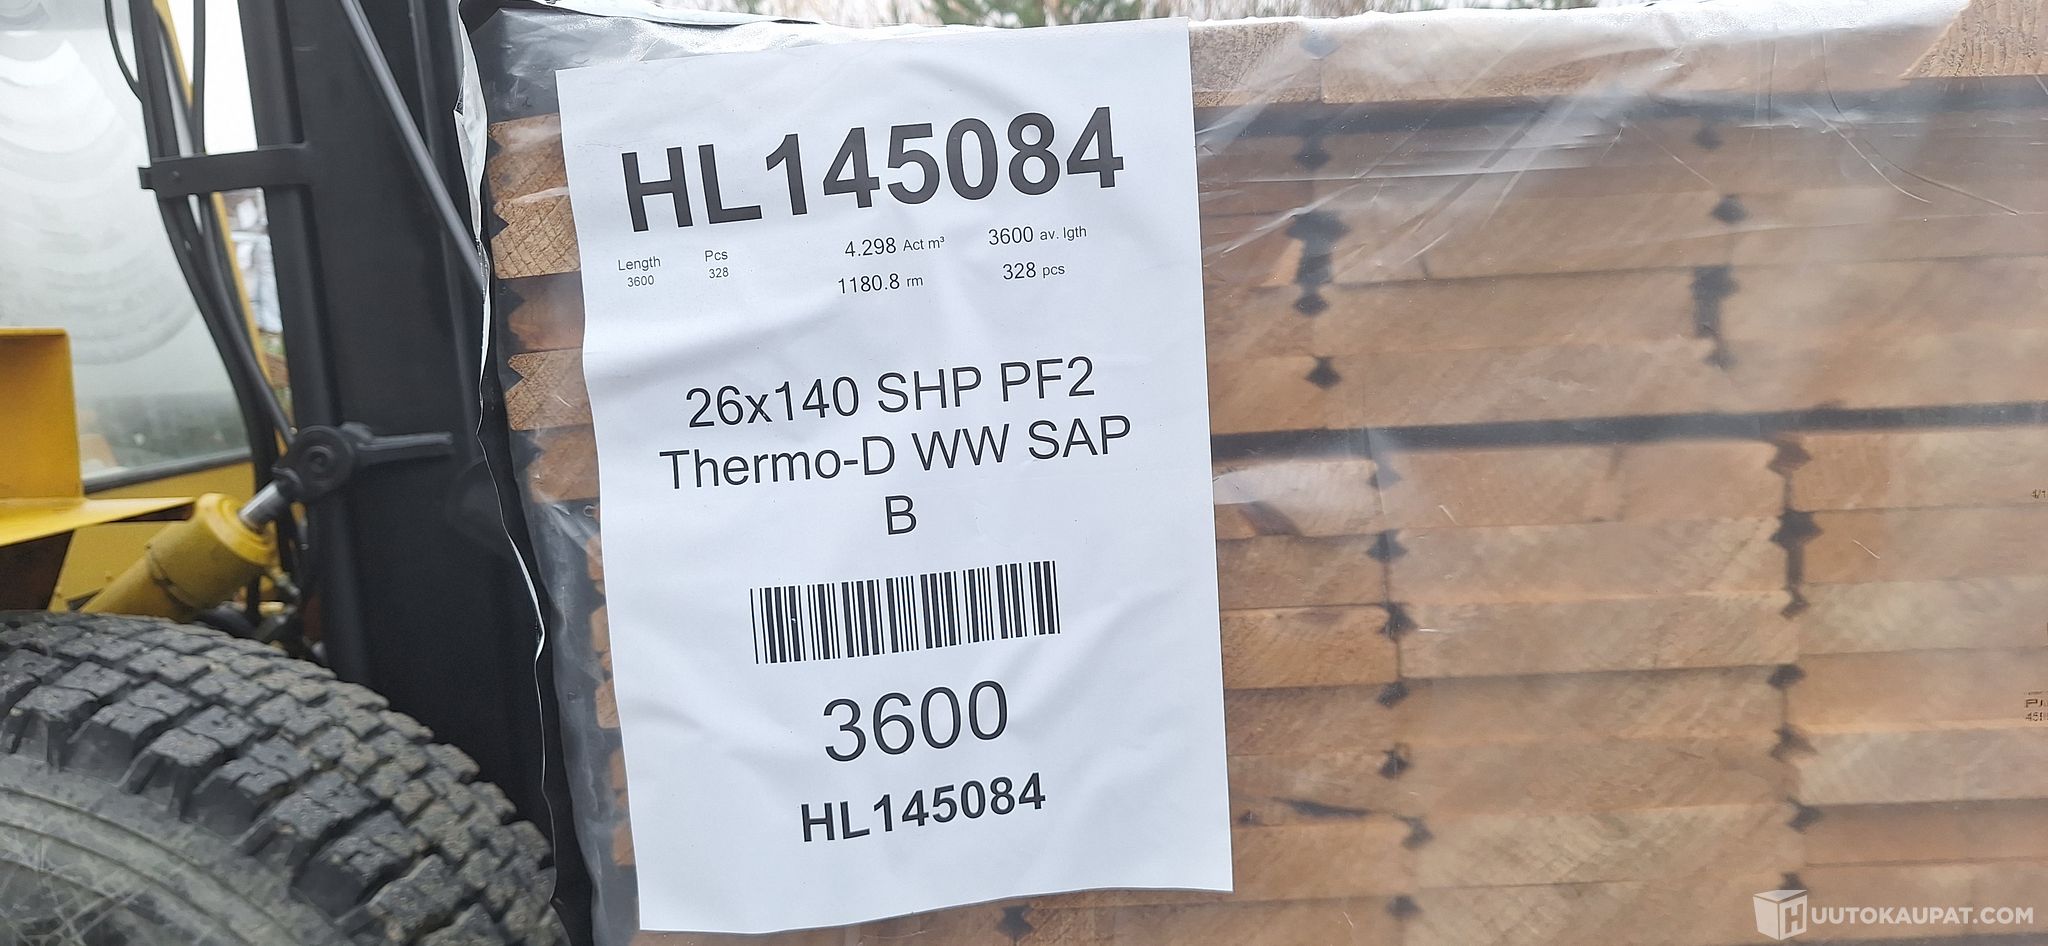 HL145084
Length Pcs 4.298 Act m³ 3600 av. lgth
3600 328 1180.8 rm 328 pcs
26x140 SHP PF2
Thermo-D WW SAP
B
3600
HL145084
HUUTOKAUPAT.COM